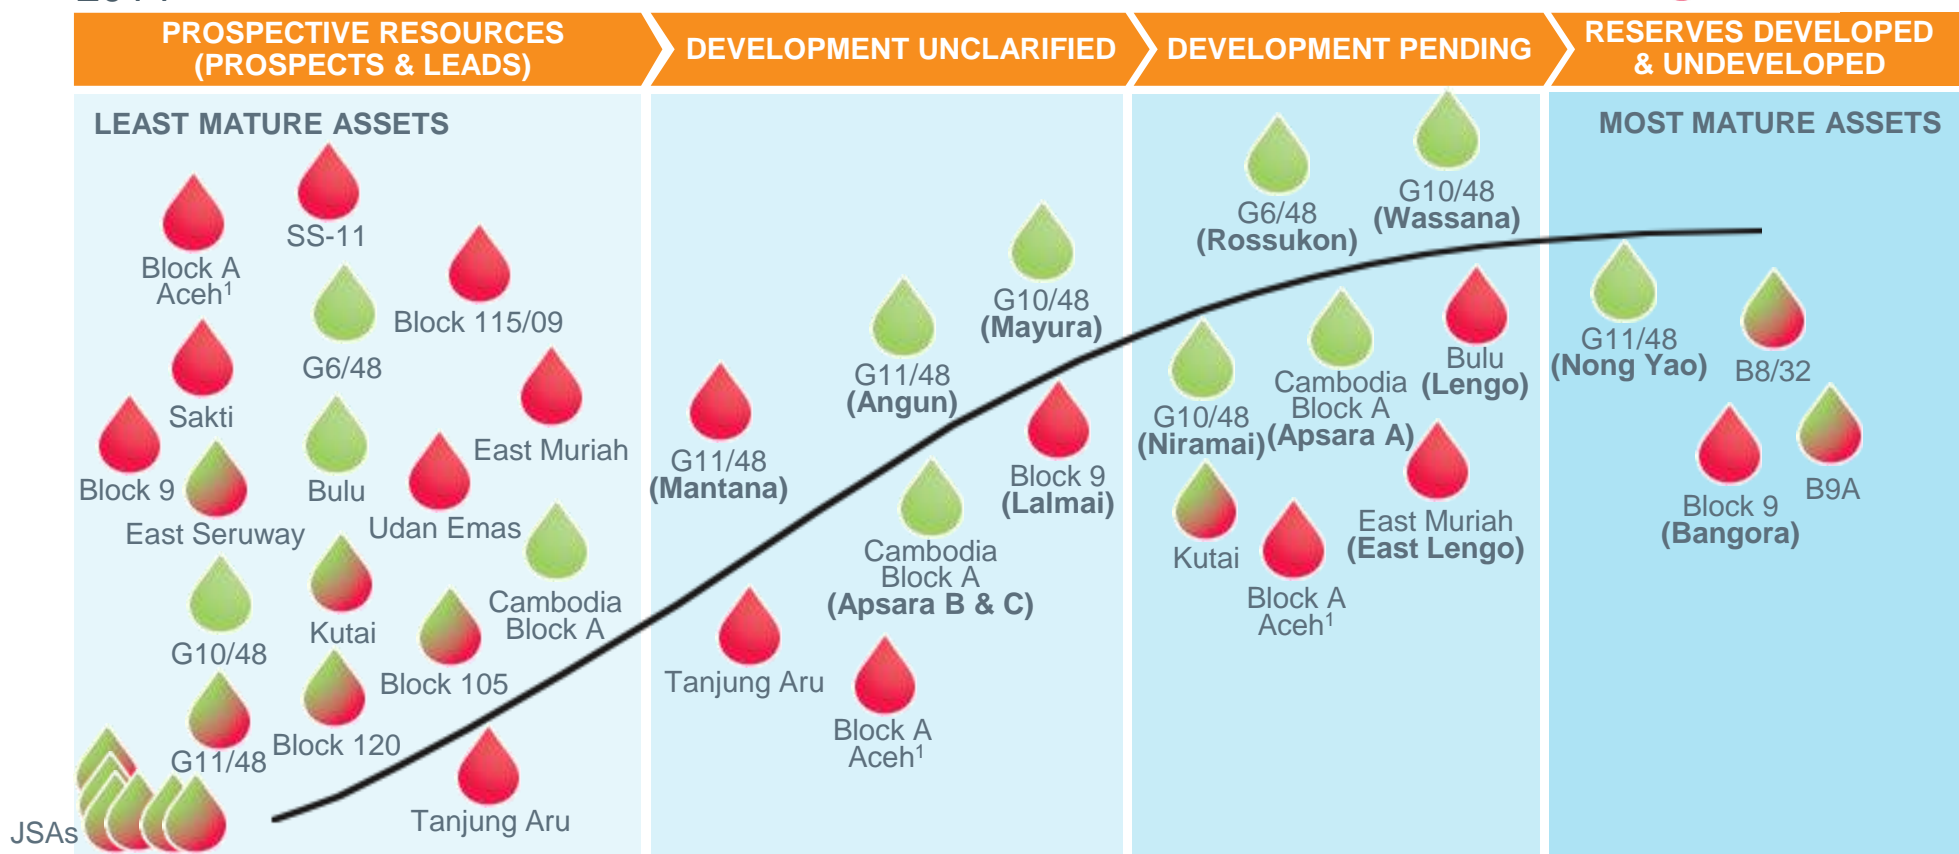 PROSPECTIVE RESOURCES
(PROSPECTS & LEADS)
DEVELOPMENT UNCLARIFIED
DEVELOPMENT PENDING
RESERVES DEVELOPED
& UNDEVELOPED
LEAST MATURE ASSETS
SS-11
Block A
Aceh¹
Block 115/09
G6/48
Sakti
East Muriah
Block 9
Bulu
East Seruway
Udan Emas
Cambodia
Block A
Kutai
G10/48
Block 105
Block 120
G11/48
Tanjung Aru
JSAs
G10/48
(Mayura)
G11/48
(Angun)
G11/48
(Mantana)
Block 9
(Lalmai)
Cambodia
Block A
(Apsara B & C)
Tanjung Aru
Block A
Aceh¹
G10/48
(Wassana)
G6/48
(Rossukon)
Bulu
(Lengo)
Cambodia
Block A
(Apsara A)
G10/48
(Niramai)
East Muriah
(East Lengo)
Kutai
Block A
Aceh¹
MOST MATURE ASSETS
G11/48
(Nong Yao)
B8/32
B9A
Block 9
(Bangora)